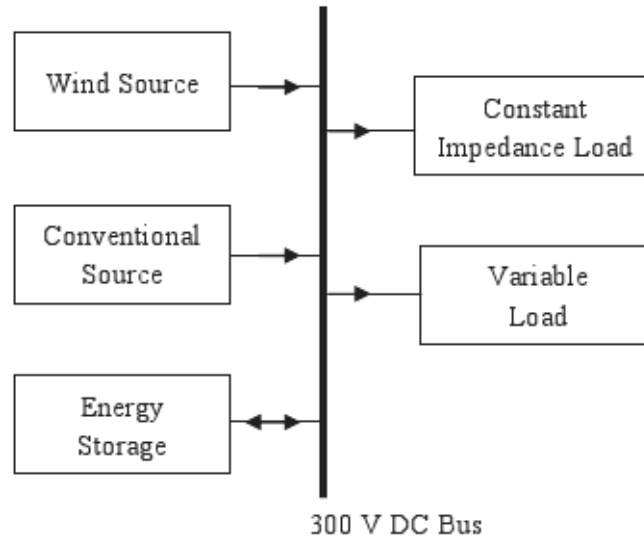 Wind Source
Conventional
Source
Energy
Storage
Constant
Impedance Load
Variable
Load
300 V DC Bus